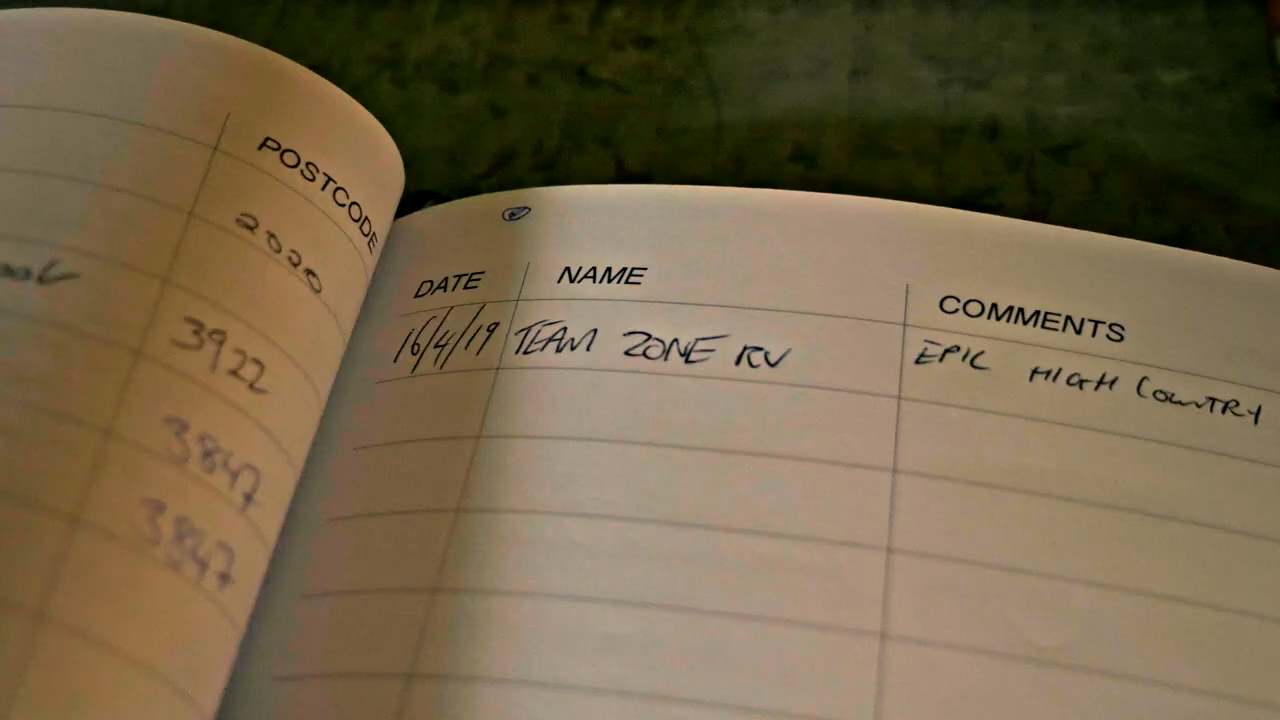 POSTCODE
2020
3922
3847
3847
DATE NAME COMMENTS
16/4/19 TEAM ZONE RV EPIC HIGH COUNTRY